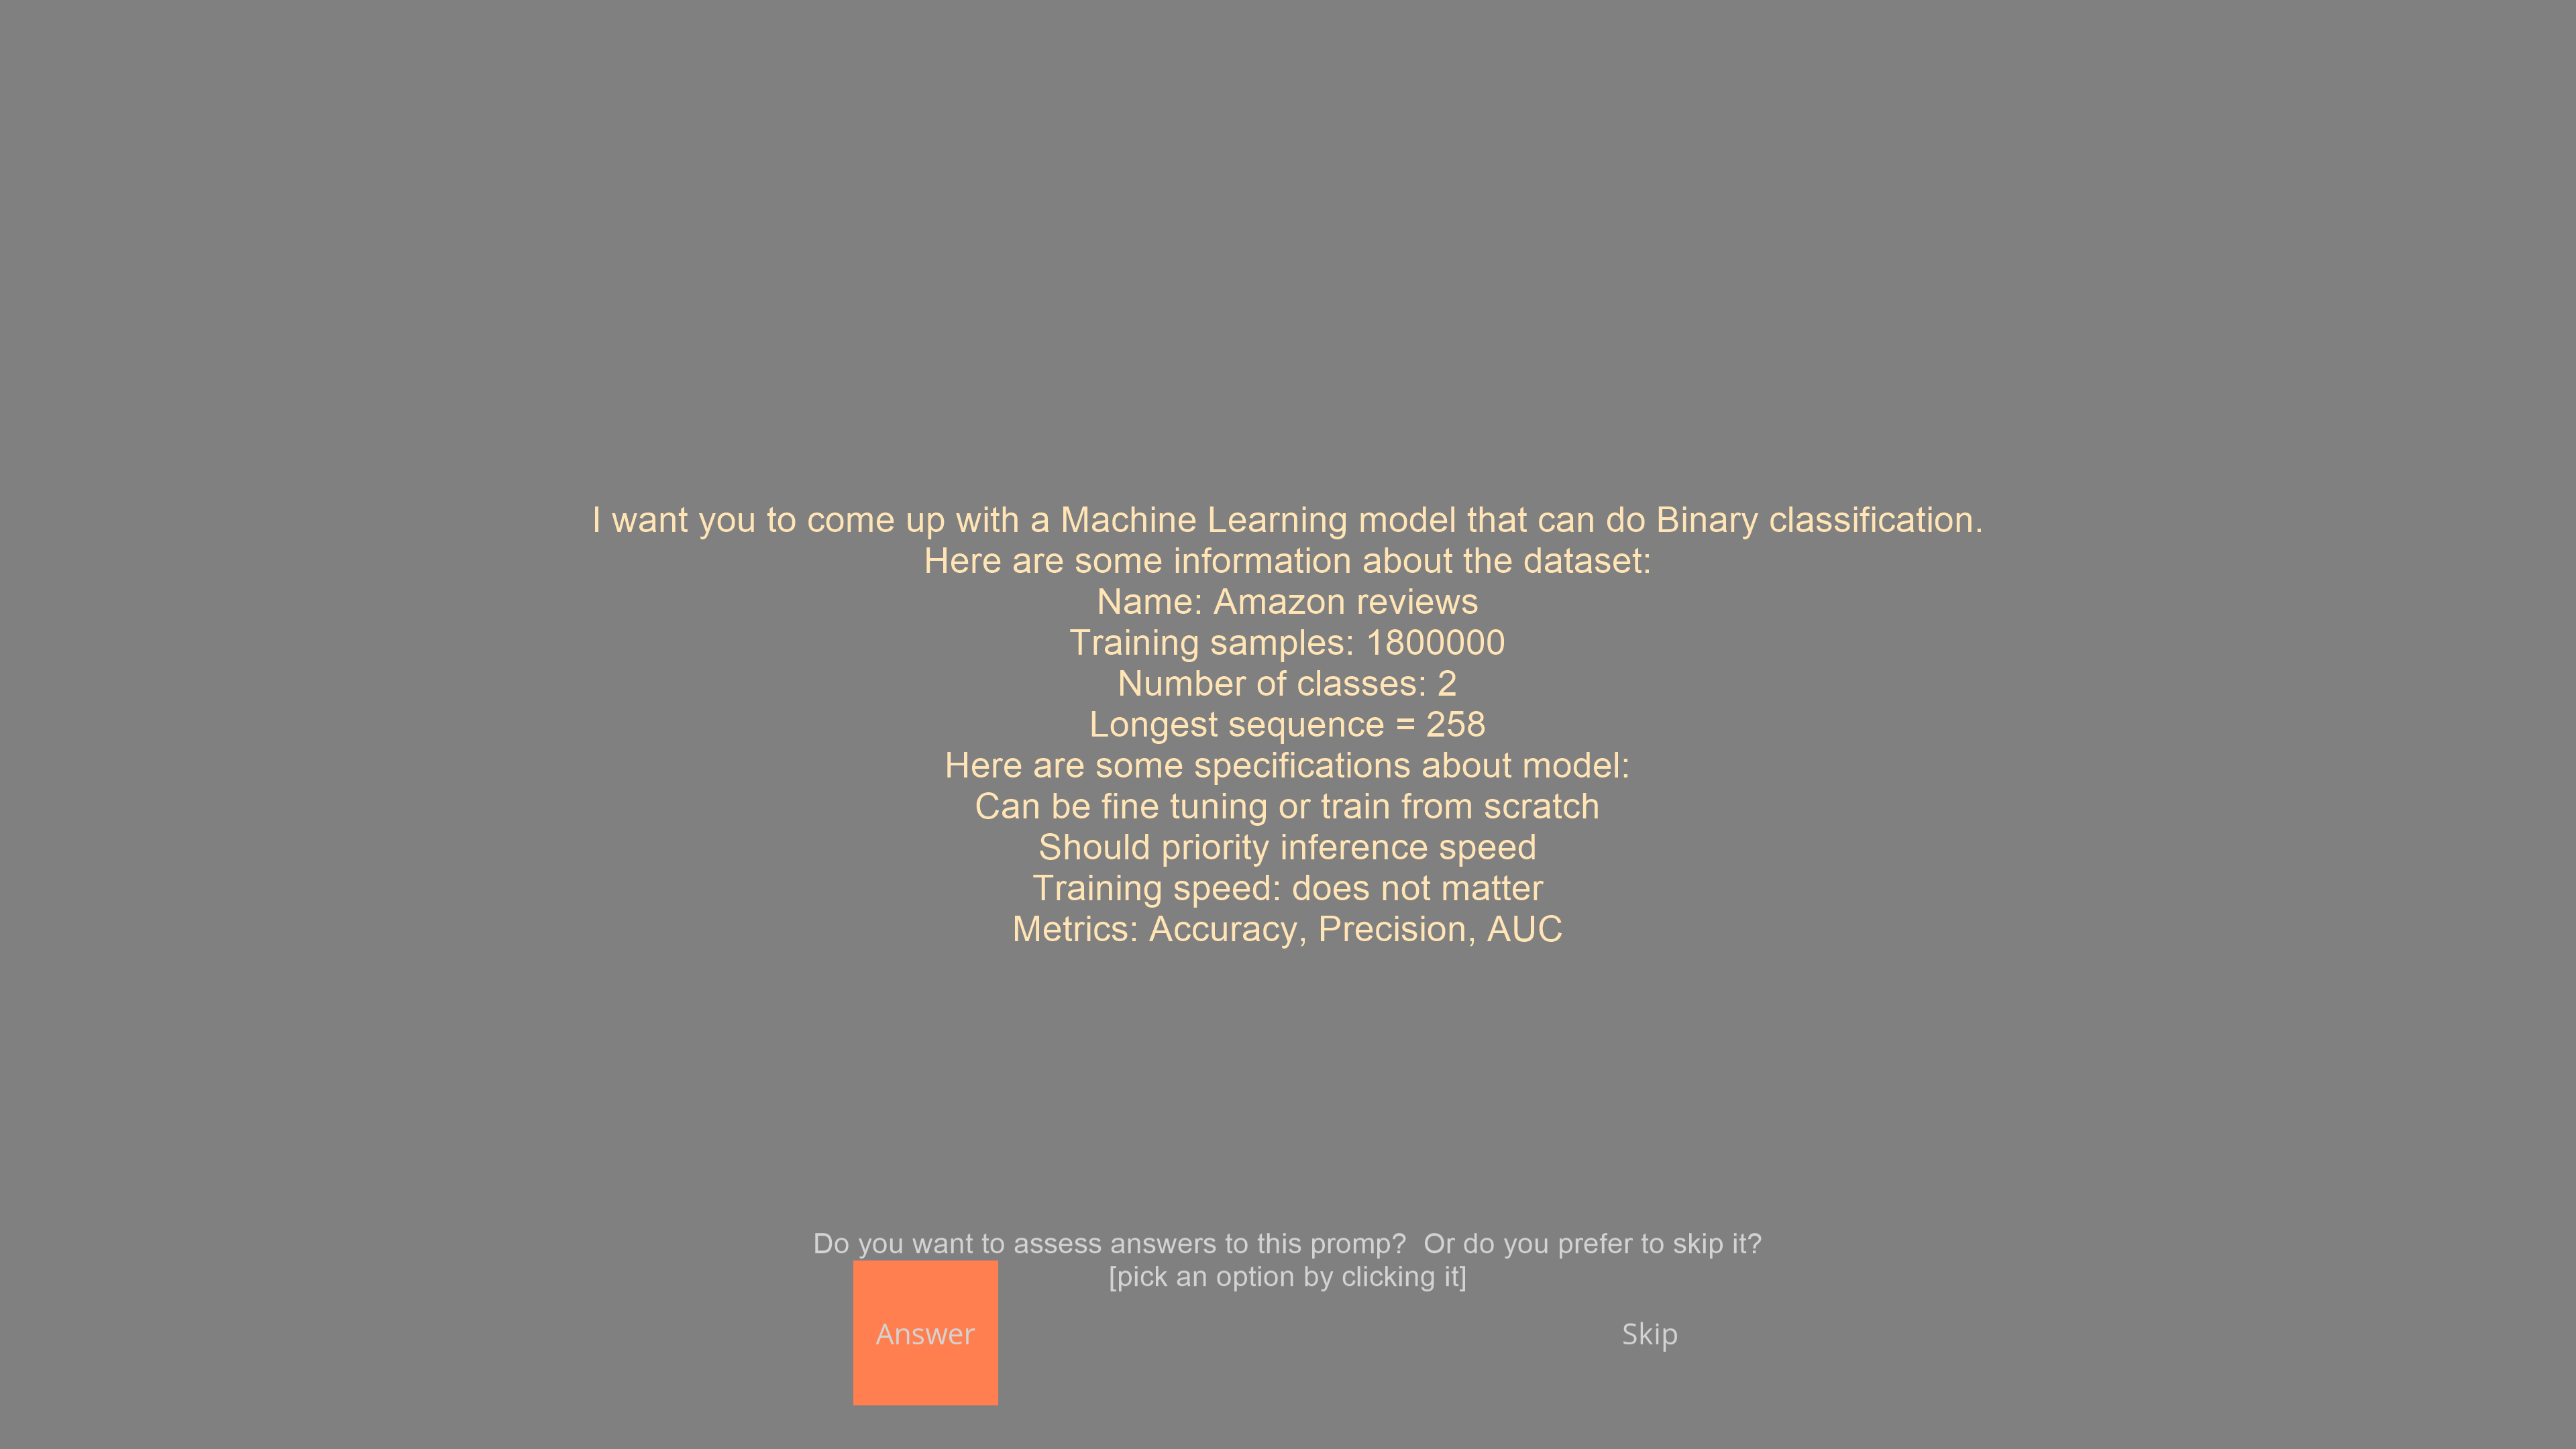 I want you to come up with a Machine Learning model that can do Binary classification.
Here are some information about the dataset:
Name: Amazon reviews
Training samples: 1800000
Number of classes: 2
Longest sequence = 258
Here are some specifications about model:
Can be fine tuning or train from scratch
Should priority inference speed
Training speed: does not matter
Metrics: Accuracy, Precision, AUC
Do you want to assess answers to this promp?  Or do you prefer to skip it?
[pick an option by clicking it]
Answer
Skip